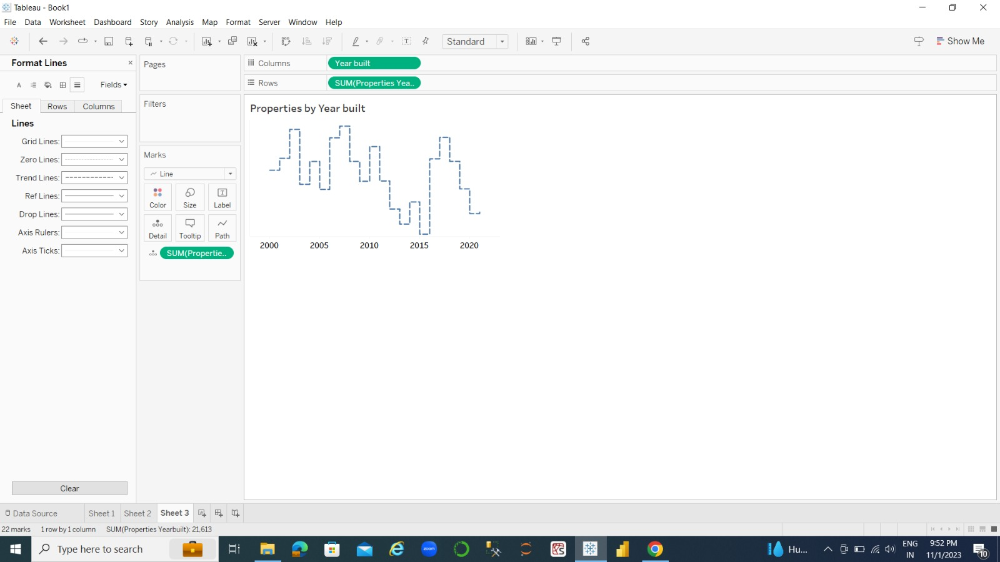 Tableau - Book1
File Data Worksheet Dashboard Story Analysis Map Format Server Window Help
Standard
Show Me
Format Lines
Fields
Sheet Rows Columns
Lines
Grid Lines:
Zero Lines:
Trend Lines:
Ref Lines:
Drop Lines:
Axis Rulers:
Axis Ticks:
Clear
Pages
Filters
Marks
Line
Color Size Label
Detail Tooltip Path
SUM(Propertie..
Columns Year built
Rows SUM(Properties Yea..
Properties by Year built
2000 2005 2010 2015 2020
Data Source Sheet 1 Sheet 2 Sheet 3
22 marks 1 row by 1 column SUM(Properties Yearbuilt): 21,613
Type here to search
zoom
Hu...
ENG
IN
9:52 PM
11/1/2023
10